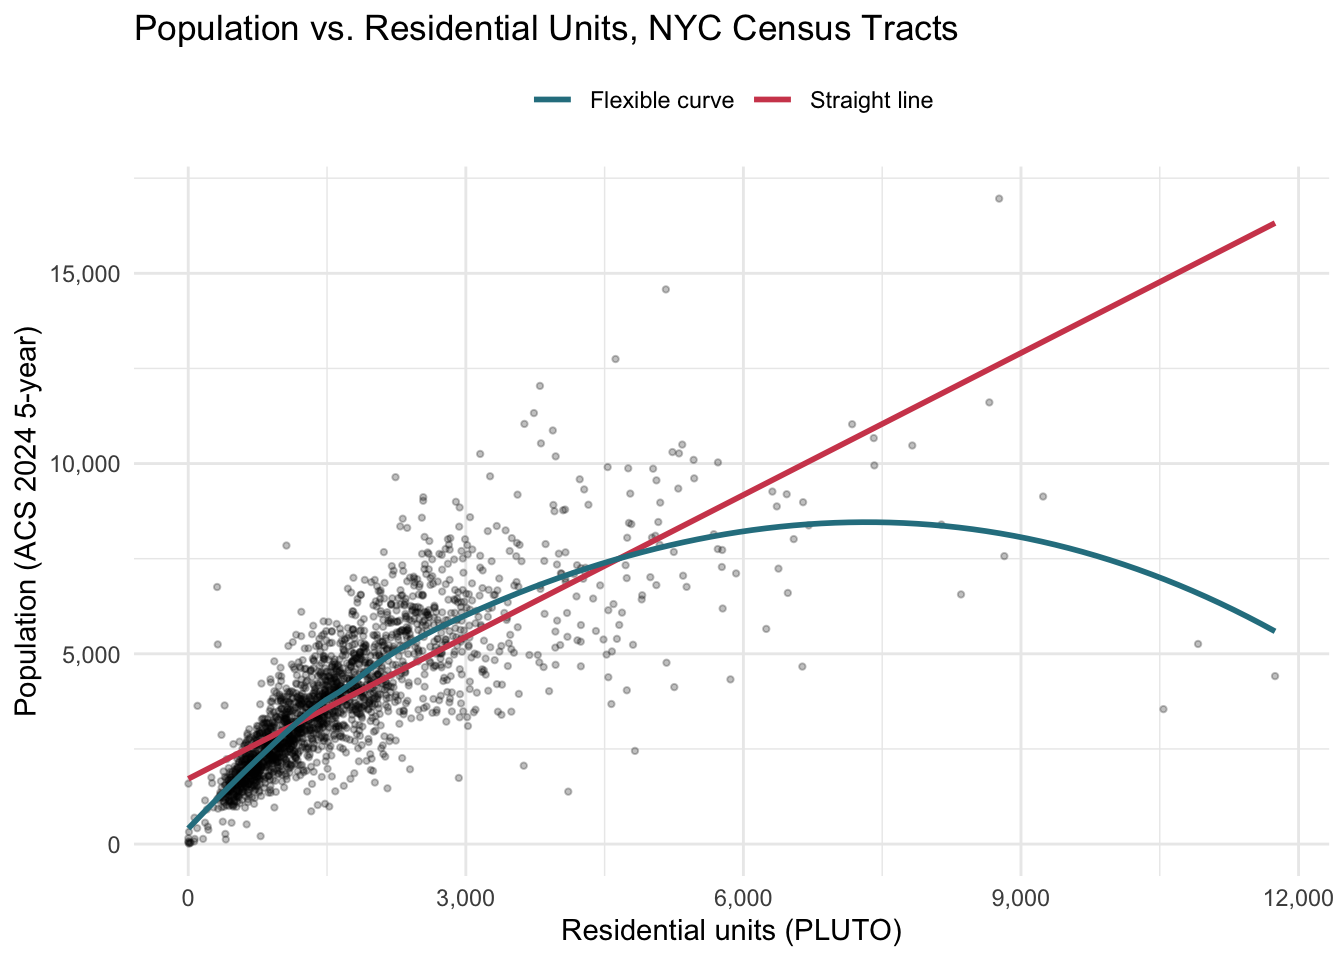 Population vs. Residential Units, NYC Census Tracts
Flexible curve Straight line
Population (ACS 2024 5-year)
15,000
10,000
5,000
0
0 3,000 6,000 9,000 12,000
Residential units (PLUTO)